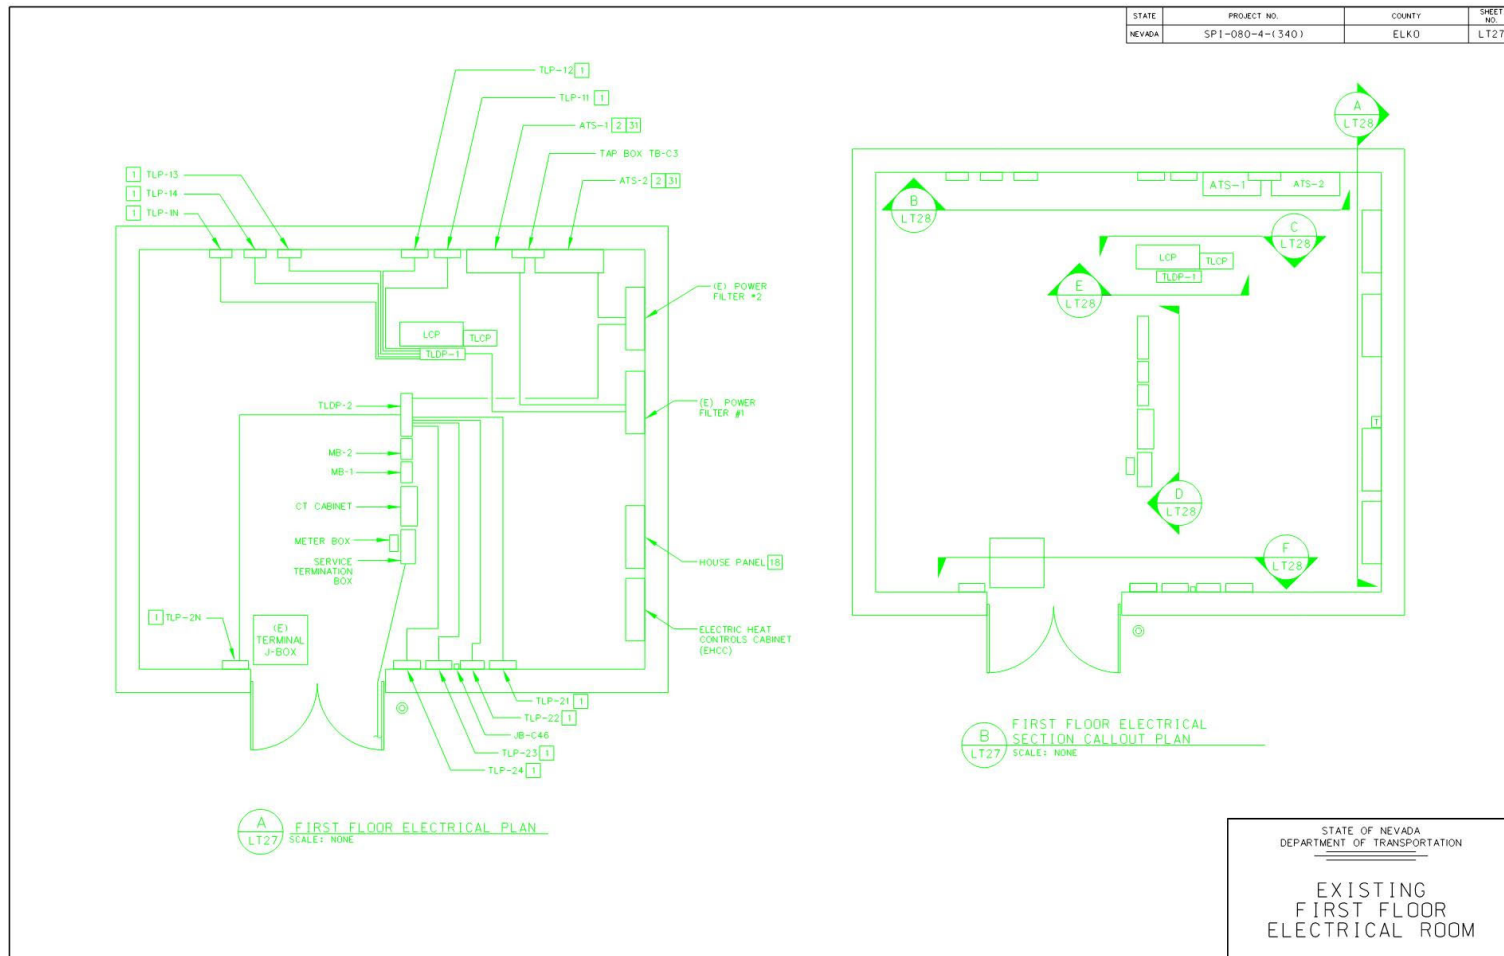 STATE PROJECT NO. COUNTY SHEET NO.
NEVADA SPI-080-4-(340) ELKO LT27
TLP-12 1
TLP-11 1
ATS-1 2 31
TAP BOX TB-C3
ATS-2 2 31
1 TLP-13
1 TLP-14
1 TLP-1N
(E) POWER
FILTER #2
LCP
TLCP
TLDP-1
(E) POWER
FILTER #1
TLDP-2
MB-2
MB-1
CT CABINET
METER BOX
SERVICE
TERMINATION
BOX
HOUSE PANEL 18
1 TLP-2N
(E)
TERMINAL
J-BOX
ELECTRIC HEAT
CONTROLS CABINET
(EHCC)
TLP-21 1
TLP-22 1
JB-C46
TLP-23 1
TLP-24 1
A
LT27
FIRST FLOOR ELECTRICAL PLAN
SCALE: NONE
A
LT28
ATS-1
ATS-2
B
LT28
C
LT28
LCP
TLCP
TLDP-1
E
LT28
T
D
LT28
F
LT28
B
LT27
FIRST FLOOR ELECTRICAL
SECTION CALLOUT PLAN
SCALE: NONE
STATE OF NEVADA
DEPARTMENT OF TRANSPORTATION
EXISTING
FIRST FLOOR
ELECTRICAL ROOM